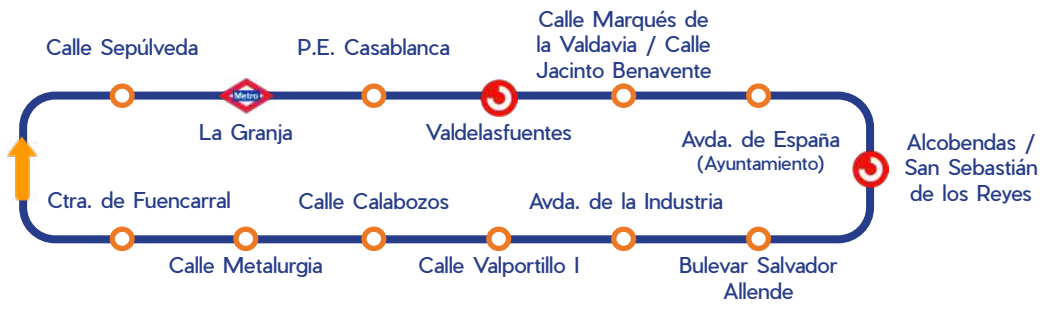 Calle Sepúlveda
Metro
La Granja
P.E. Casablanca
Valdelasfuentes
Calle Marqués de
la Valdavia / Calle
Jacinto Benavente
Avda. de España
(Ayuntamiento)
Alcobendas /
San Sebastián
de los Reyes
Ctra. de Fuencarral
Calle Metalurgia
Calle Calabozos
Calle Valportillo I
Avda. de la Industria
Bulevar Salvador
Allende